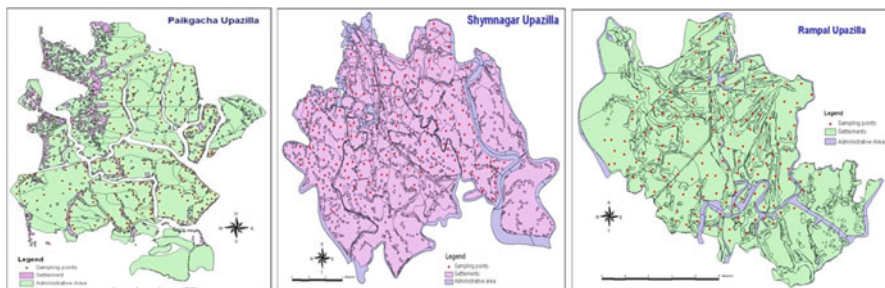 Paikgacha Upazilla
Legend
Sampling points
Settlement
Administrative Area
Shymnagar Upazilla
Legend
Sampling points
Settlements
Administrative area
Rampal Upazilla
Legend
Sampling points
Settlements
Administrative Area